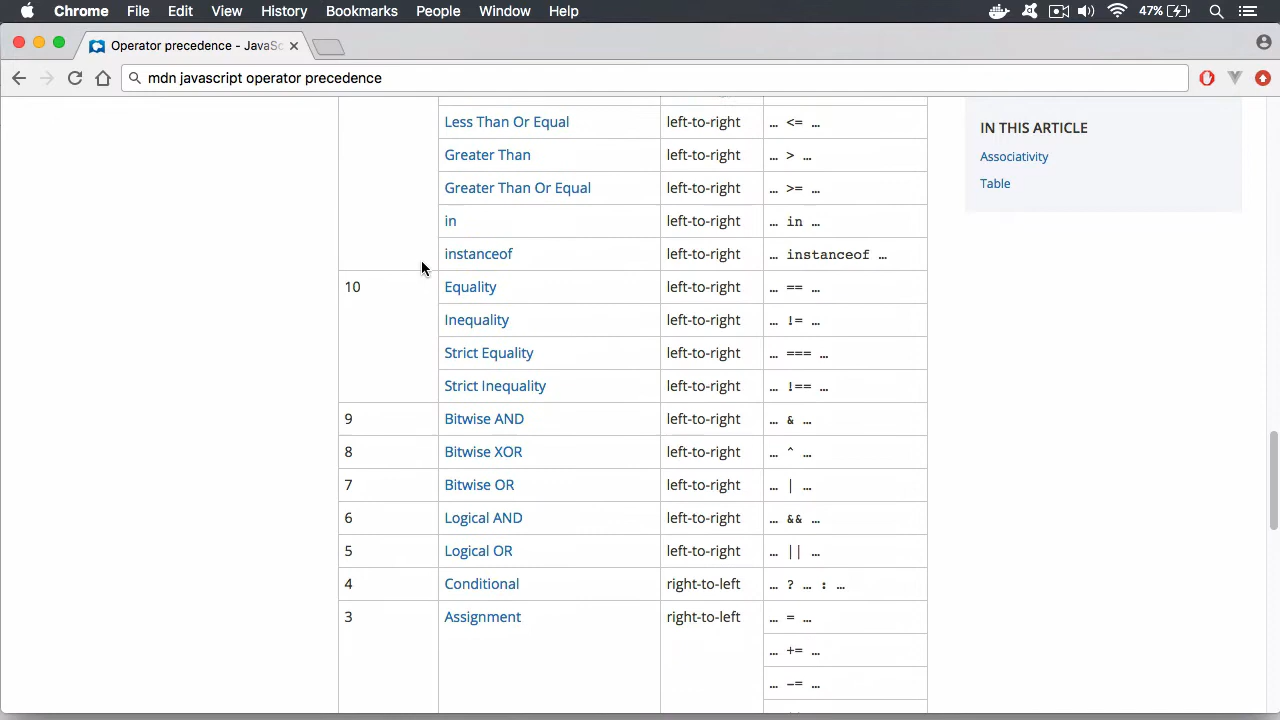 Chrome File Edit View History Bookmarks People Window Help 47%
Operator precedence - JavaSc
mdn javascript operator precedence
IN THIS ARTICLE
Associativity
Table
Less Than Or Equal left-to-right … <= …
Greater Than left-to-right … > …
Greater Than Or Equal left-to-right … >= …
in left-to-right … in …
instanceof left-to-right … instanceof …
10 Equality left-to-right … == …
Inequality left-to-right … != …
Strict Equality left-to-right … === …
Strict Inequality left-to-right … !== …
9 Bitwise AND left-to-right … & …
8 Bitwise XOR left-to-right … ^ …
7 Bitwise OR left-to-right … | …
6 Logical AND left-to-right … && …
5 Logical OR left-to-right … || …
4 Conditional right-to-left … ? … : …
3 Assignment right-to-left … = …
… += …
… -= …